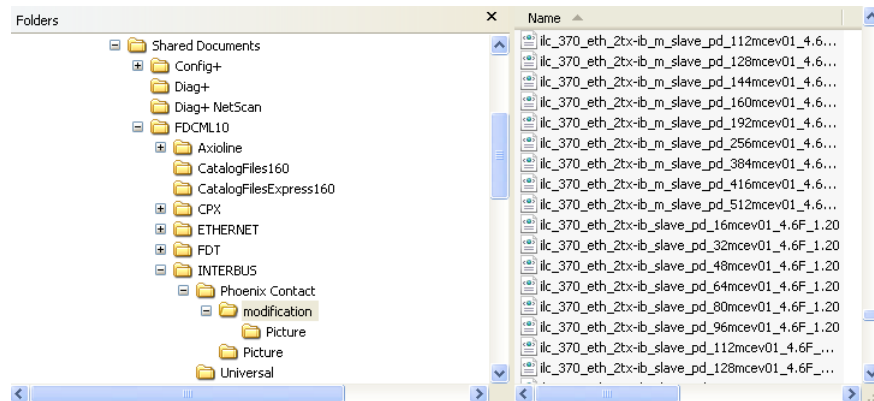 Folders
Shared Documents
Config+
Diag+
Diag+ NetScan
FDCML10
Axioline
CatalogFiles160
CatalogFilesExpress160
CPX
ETHERNET
FDT
INTERBUS
Phoenix Contact
modification
Picture
Picture
Universal
Name
ilc_370_eth_2tx-ib_m_slave_pd_112mcev01_4.6...
ilc_370_eth_2tx-ib_m_slave_pd_128mcev01_4.6...
ilc_370_eth_2tx-ib_m_slave_pd_144mcev01_4.6...
ilc_370_eth_2tx-ib_m_slave_pd_160mcev01_4.6...
ilc_370_eth_2tx-ib_m_slave_pd_192mcev01_4.6...
ilc_370_eth_2tx-ib_m_slave_pd_256mcev01_4.6...
ilc_370_eth_2tx-ib_m_slave_pd_384mcev01_4.6...
ilc_370_eth_2tx-ib_m_slave_pd_416mcev01_4.6...
ilc_370_eth_2tx-ib_m_slave_pd_512mcev01_4.6...
ilc_370_eth_2tx-ib_slave_pd_16mcev01_4.6F_1.20
ilc_370_eth_2tx-ib_slave_pd_32mcev01_4.6F_1.20
ilc_370_eth_2tx-ib_slave_pd_48mcev01_4.6F_1.20
ilc_370_eth_2tx-ib_slave_pd_64mcev01_4.6F_1.20
ilc_370_eth_2tx-ib_slave_pd_80mcev01_4.6F_1.20
ilc_370_eth_2tx-ib_slave_pd_96mcev01_4.6F_1.20
ilc_370_eth_2tx-ib_slave_pd_112mcev01_4.6F_...
ilc_370_eth_2tx-ib_slave_pd_128mcev01_4.6F_...